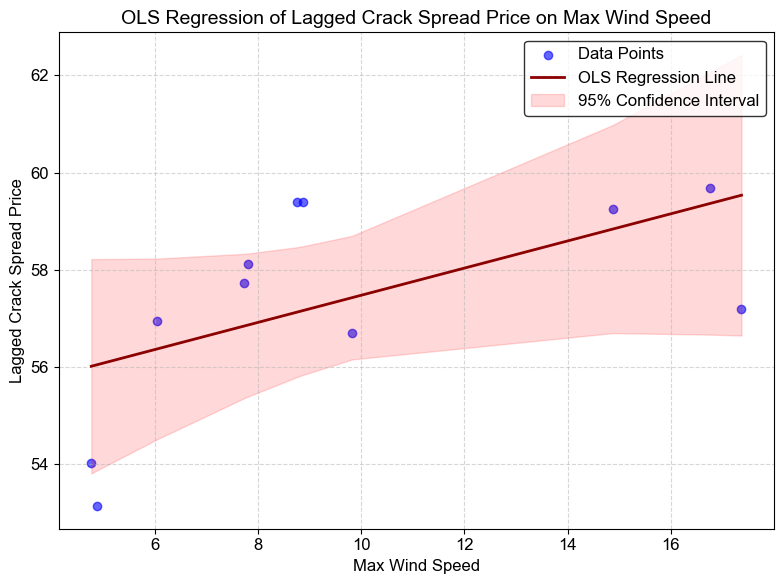 OLS Regression of Lagged Crack Spread Price on Max Wind Speed
Data Points
OLS Regression Line
95% Confidence Interval
Lagged Crack Spread Price
62
60
58
56
54
6 8 10 12 14 16
Max Wind Speed